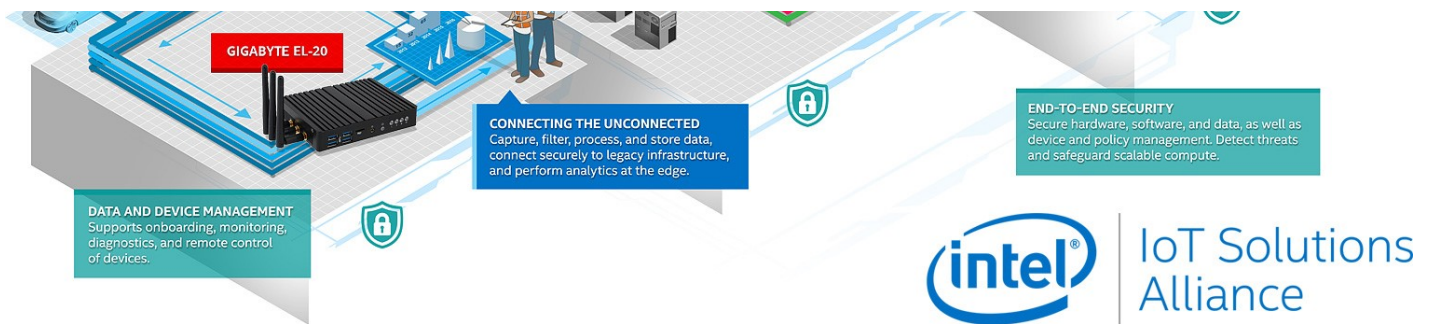 GIGABYTE EL-20
CONNECTING THE UNCONNECTED
Capture, filter, process, and store data,
connect securely to legacy infrastructure,
and perform analytics at the edge.
END-TO-END SECURITY
Secure hardware, software, and data, as well as
device and policy management. Detect threats
and safeguard scalable compute.
DATA AND DEVICE MANAGEMENT
Supports onboarding, monitoring,
diagnostics, and remote control
of devices.
intel®
IoT Solutions
Alliance